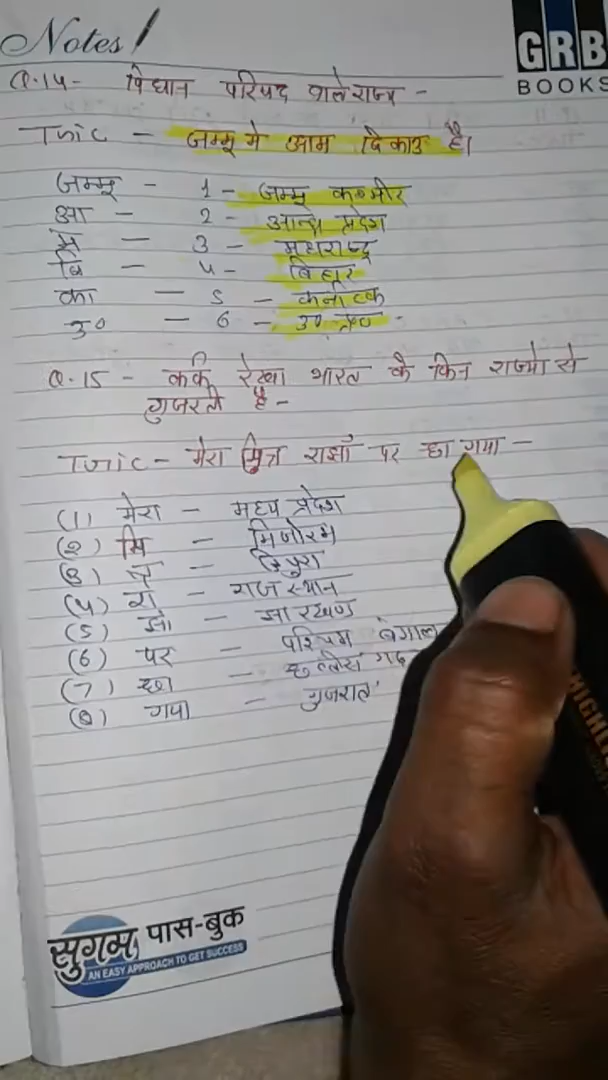 Notes!
GRB
BOOKS
Q.14- विधान परिषद वाले राज्य -
Tric - जम्मू मे आम विकाउ है।
जम्मू - 1 - जम्मू कश्मीर
आ - 2 - आन्ध्र प्रदेश
म - 3 - महाराष्ट्र
वि - 4 - बिहार
का - 5 - कर्नाटक
उ० - 6 - उ० प्र०
Q.15 - कर्क रेखा भारत के किन राज्यो से
गुजरती है -
Tric - मेरा मित्र राझाँ पर छा गया -
(1) मेरा - मध्य प्रदेश
(2) मि - मिजोरम
(3) त्र - त्रिपुरा
(4) रा - राजस्थान
(5) झाँ - झारखण्ड
(6) पर - पश्चिम बंगाल
(7) छा - छत्तीसगढ
(8) गया - गुजरात
सुगम पास-बुक
AN EASY APPROACH TO GET SUCCESS